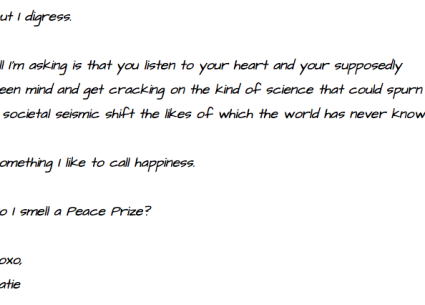 ut I digress.
ll I'm asking is that you listen to your heart and your supposedly
een mind and get cracking on the kind of science that could spurn
societal seismic shift the likes of which the world has never know
omething I like to call happiness.
o I smell a Peace Prize?
oxo,
atie